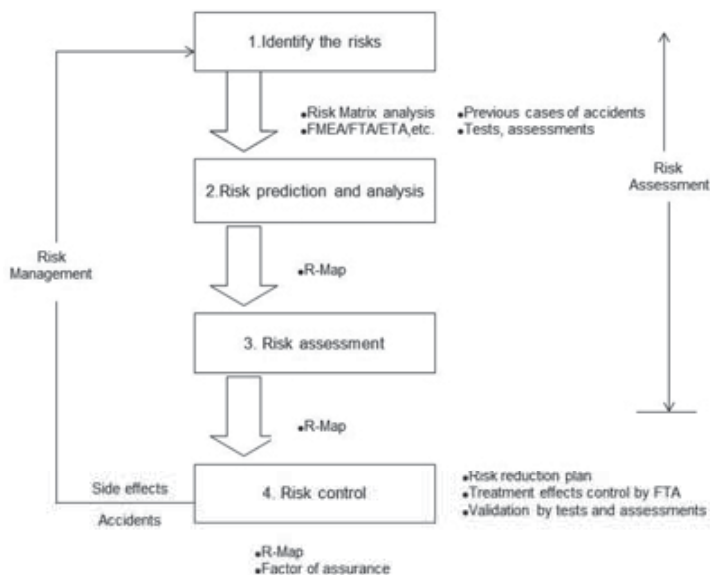 1.Identify the risks
•Risk Matrix analysis
•FMEA/FTA/ETA,etc.
•Previous cases of accidents
•Tests, assessments
Risk
Assessment
2.Risk prediction and analysis
Risk
Management
•R-Map
3. Risk assessment
•R-Map
Side effects
Accidents
4. Risk control
•Risk reduction plan
•Treatment effects control by FTA
•Validation by tests and assessments
•R-Map
•Factor of assurance